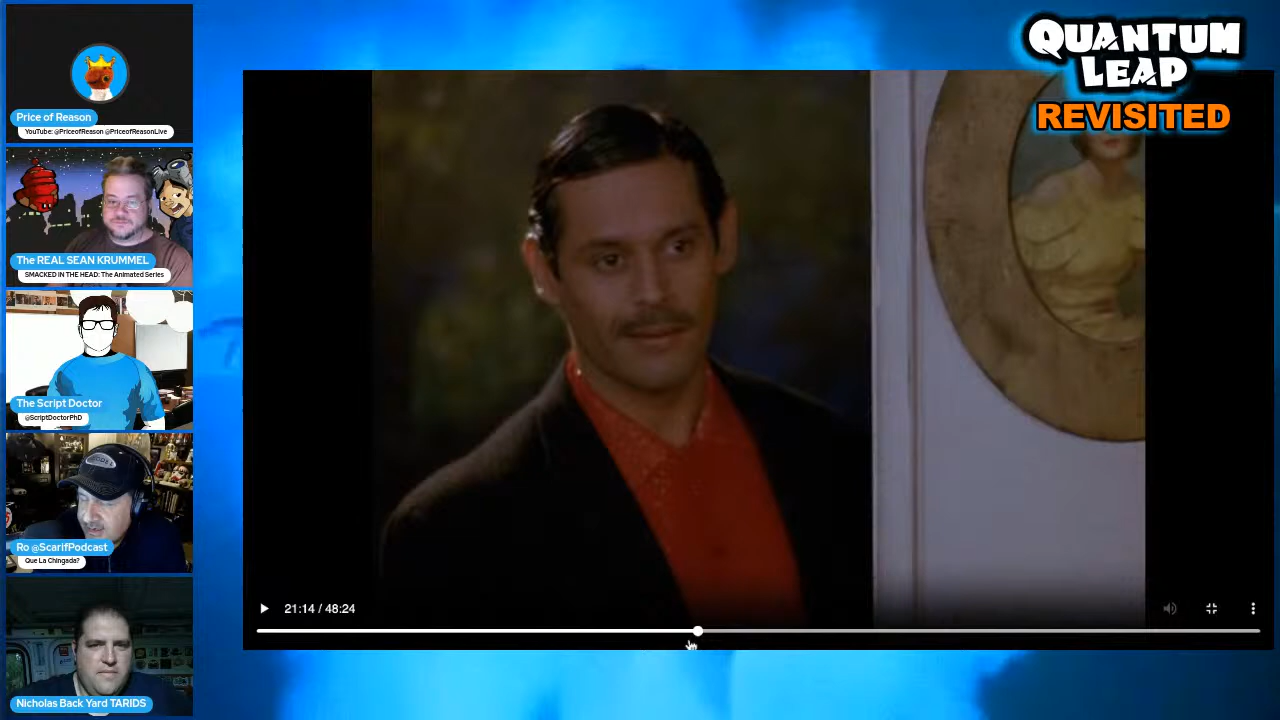 Price of Reason
YouTube: @PriceofReason @PriceofReasonLive
The REAL SEAN KRUMMEL
SMACKED IN THE HEAD: The Animated Series
The Script Doctor
@ScriptDoctorPhD
Ro @ScarifPodcast
Que La Chingada?
Nicholas Back Yard TARIDS
QUANTUM
LEAP
REVISITED
21:14 / 48:24